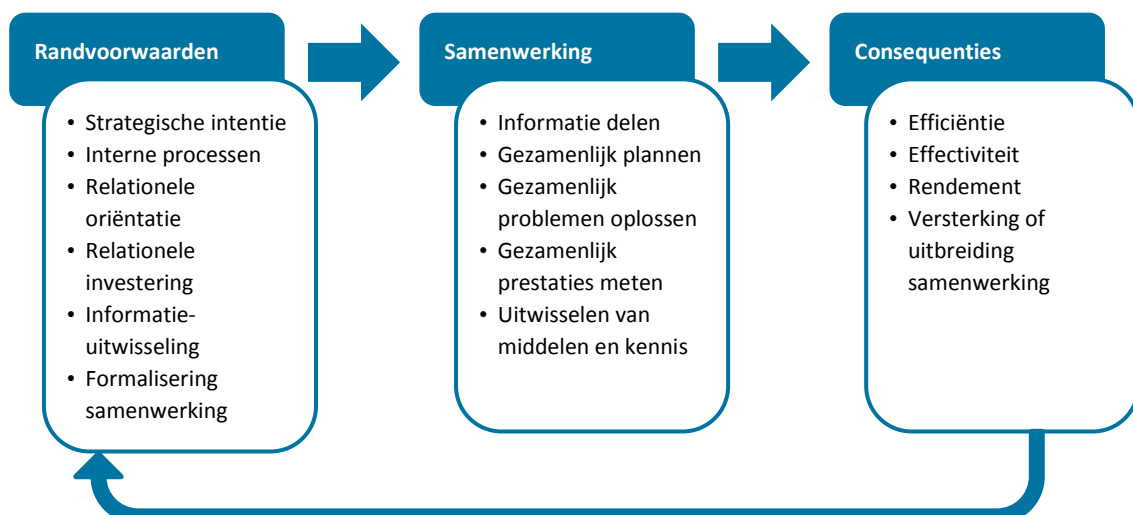 Randvoorwaarden
• Strategische intentie
• Interne processen
• Relationele
oriëntatie
• Relationele
investering
• Informatie-
uitwisseling
• Formalisering
samenwerking
Samenwerking
• Informatie delen
• Gezamenlijk plannen
• Gezamenlijk
problemen oplossen
• Gezamenlijk
prestaties meten
• Uitwisselen van
middelen en kennis
Consequenties
• Efficiëntie
• Effectiviteit
• Rendement
• Versterking of
uitbreiding
samenwerking